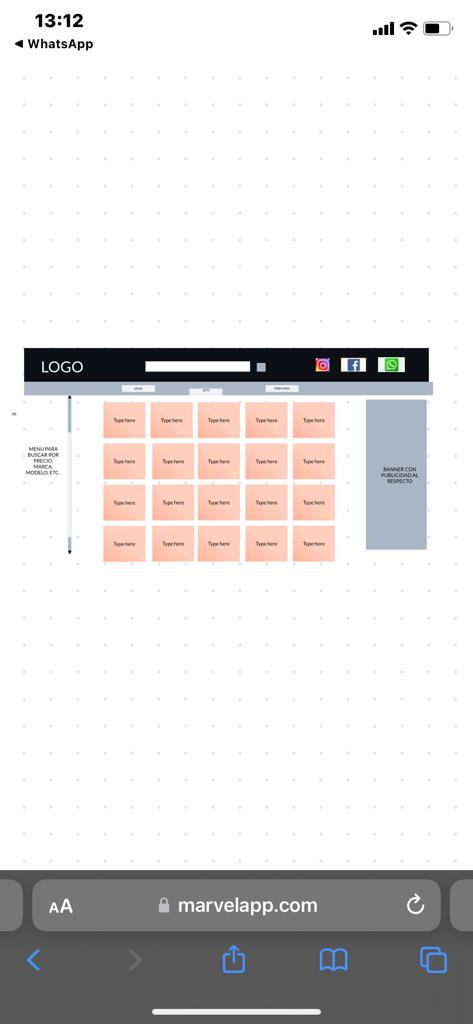 13:12
WhatsApp
LOGO
SALES
PERFUMES
m
MENU PARA
BUSCAR POR
PRECIO,
MARCA,
MODELO, ETC.
Type here Type here Type here Type here Type here
Type here Type here Type here Type here Type here
Type here Type here Type here Type here Type here
Type here Type here Type here Type here Type here
BANNER CON
PUBLICIDAD AL
RESPECTO
AA marvelapp.com